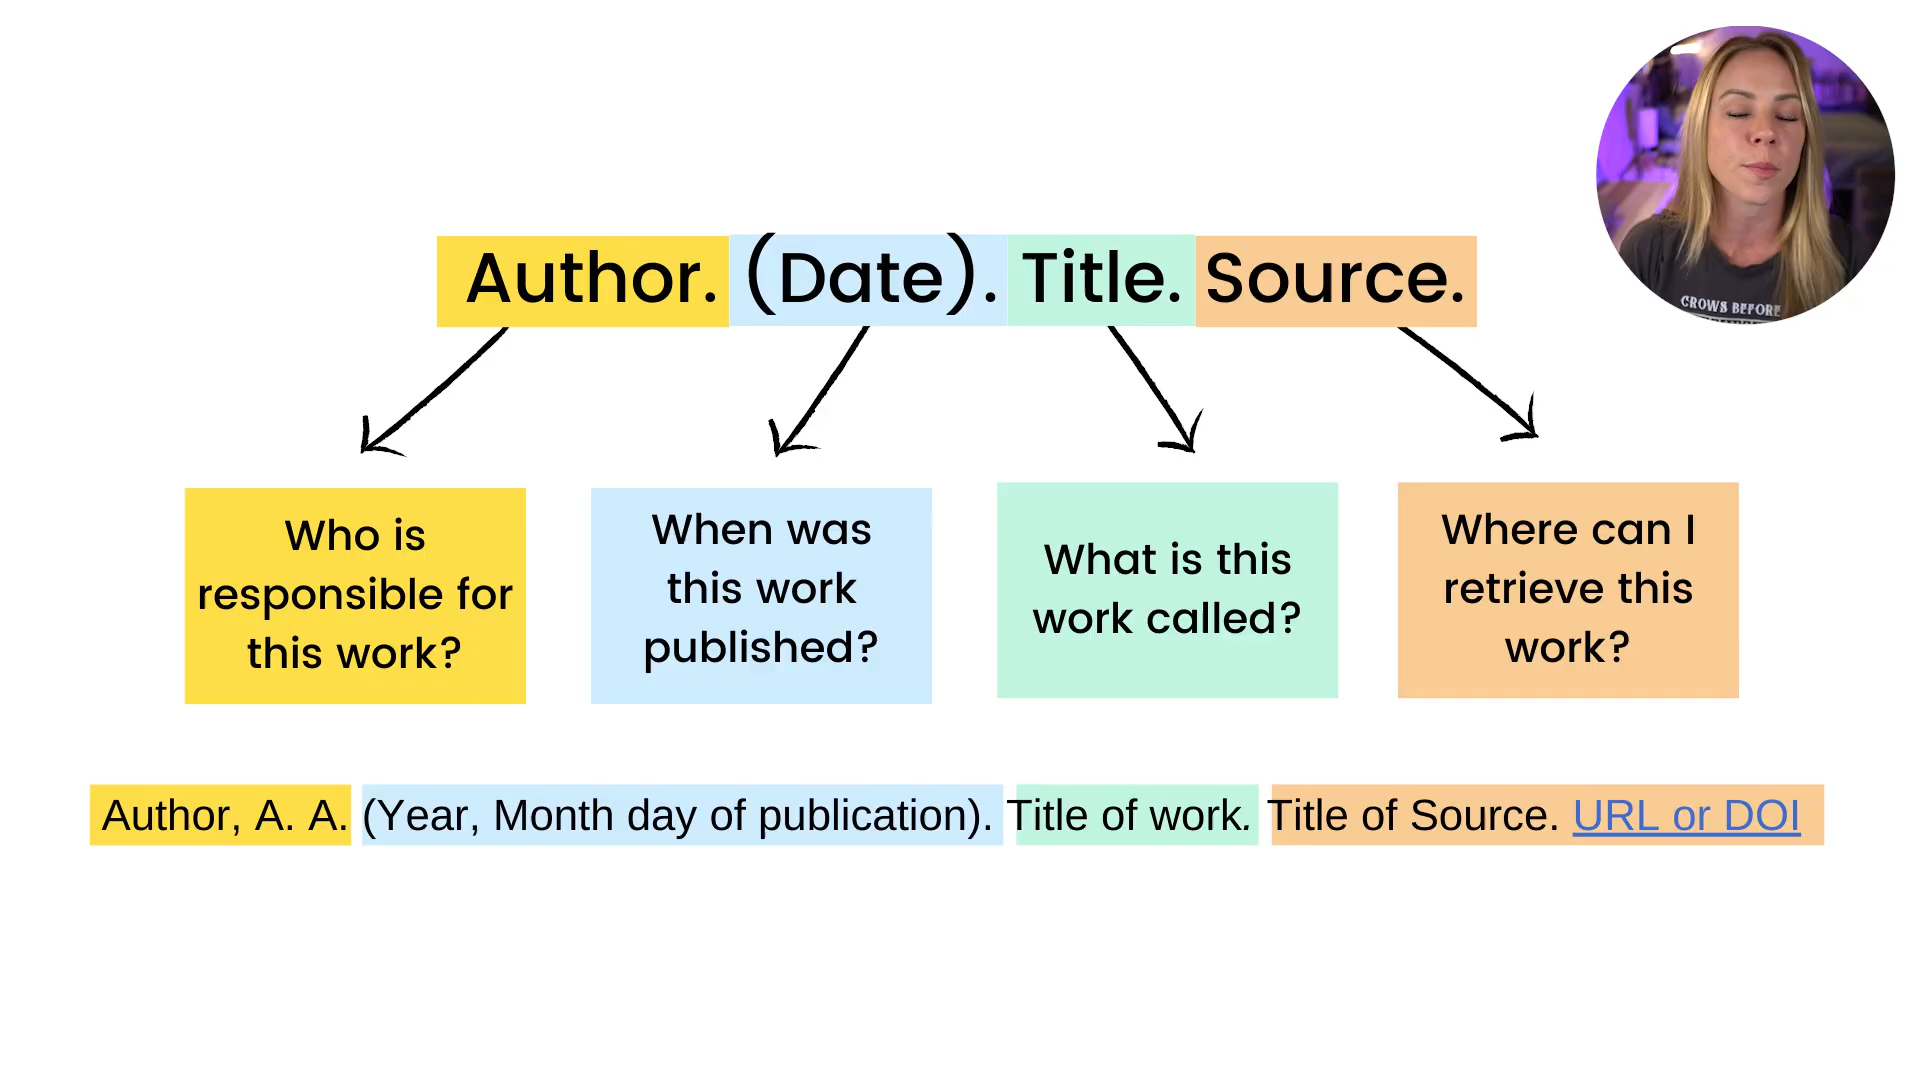 Author. (Date). Title. Source.
Who is
responsible for
this work?
When was
this work
published?
What is this
work called?
Where can I
retrieve this
work?
Author, A. A. (Year, Month day of publication). Title of work. Title of Source. URL or DOI
CROWS BEFORE